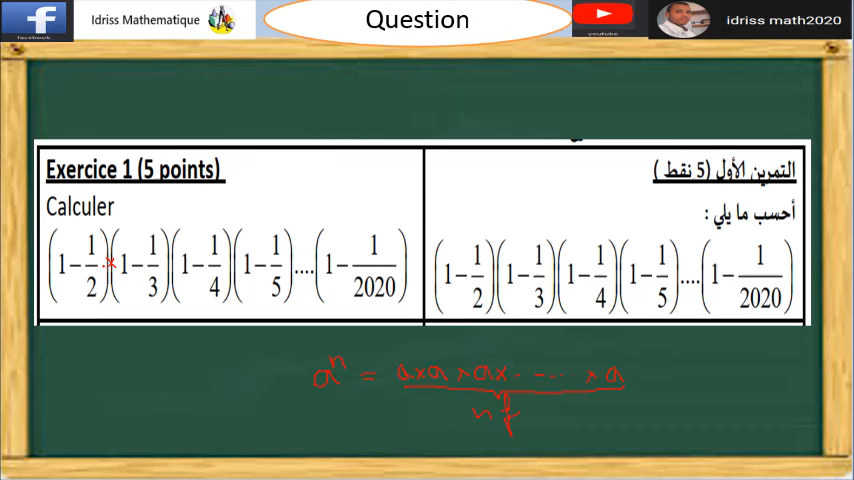 facebook
Idriss Mathematique
Question
youtube
idriss math2020
Exercice 1 (5 points)
Calculer
(1 - 1/2)×(1 - 1/3)(1 - 1/4)(1 - 1/5)....(1 - 1/2020)
التمرين الأول (5 نقط)
أحسب ما يلي :
(1 - 1/2)(1 - 1/3)(1 - 1/4)(1 - 1/5)....(1 - 1/2020)
aⁿ = a×a×a×.......×a
n f